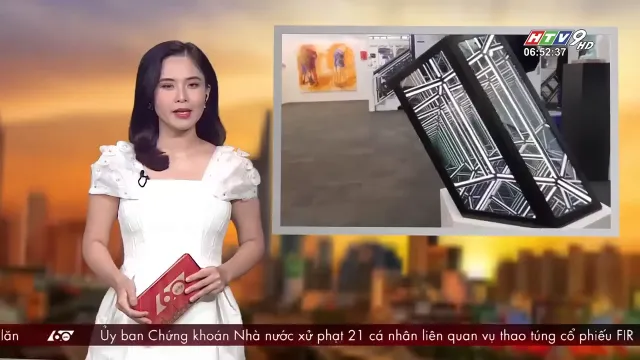 HTV9 HD
06:52:37
lăn
60 Ủy ban Chứng khoán Nhà nước xử phạt 21 cá nhân liên quan vụ thao túng cổ phiếu FIR